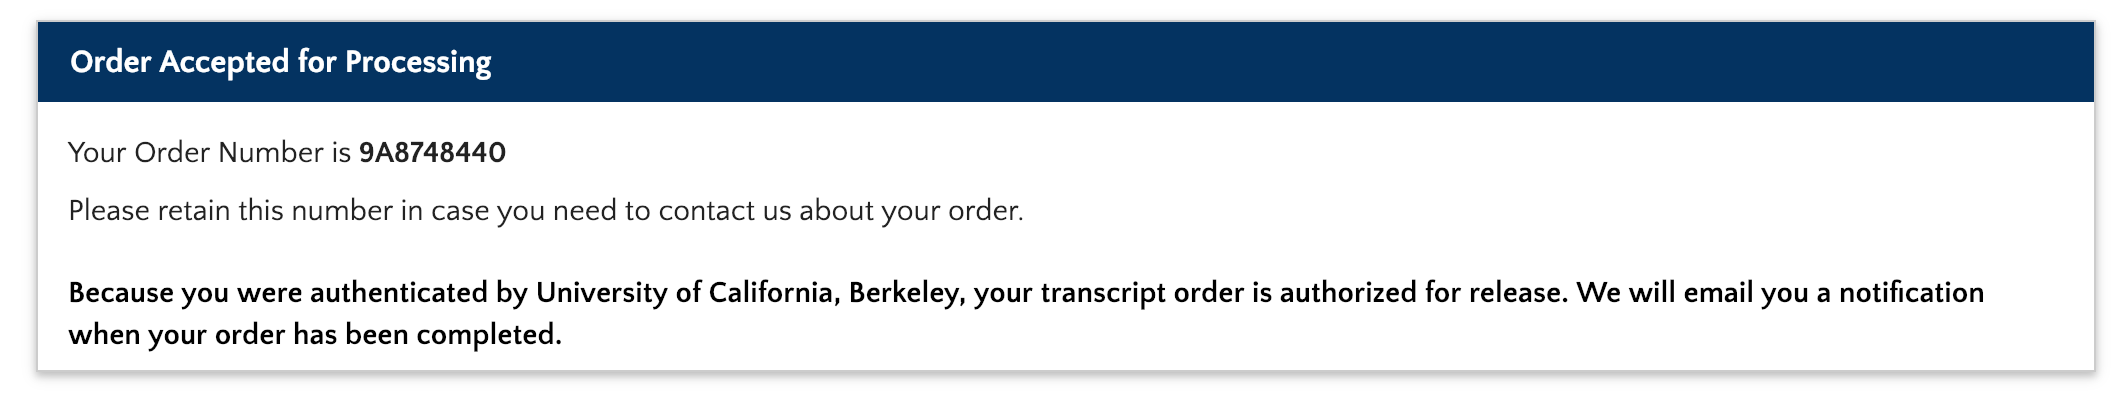 Order Accepted for Processing
Your Order Number is 9A8748440
Please retain this number in case you need to contact us about your order.
Because you were authenticated by University of California, Berkeley, your transcript order is authorized for release. We will email you a notification
when your order has been completed.